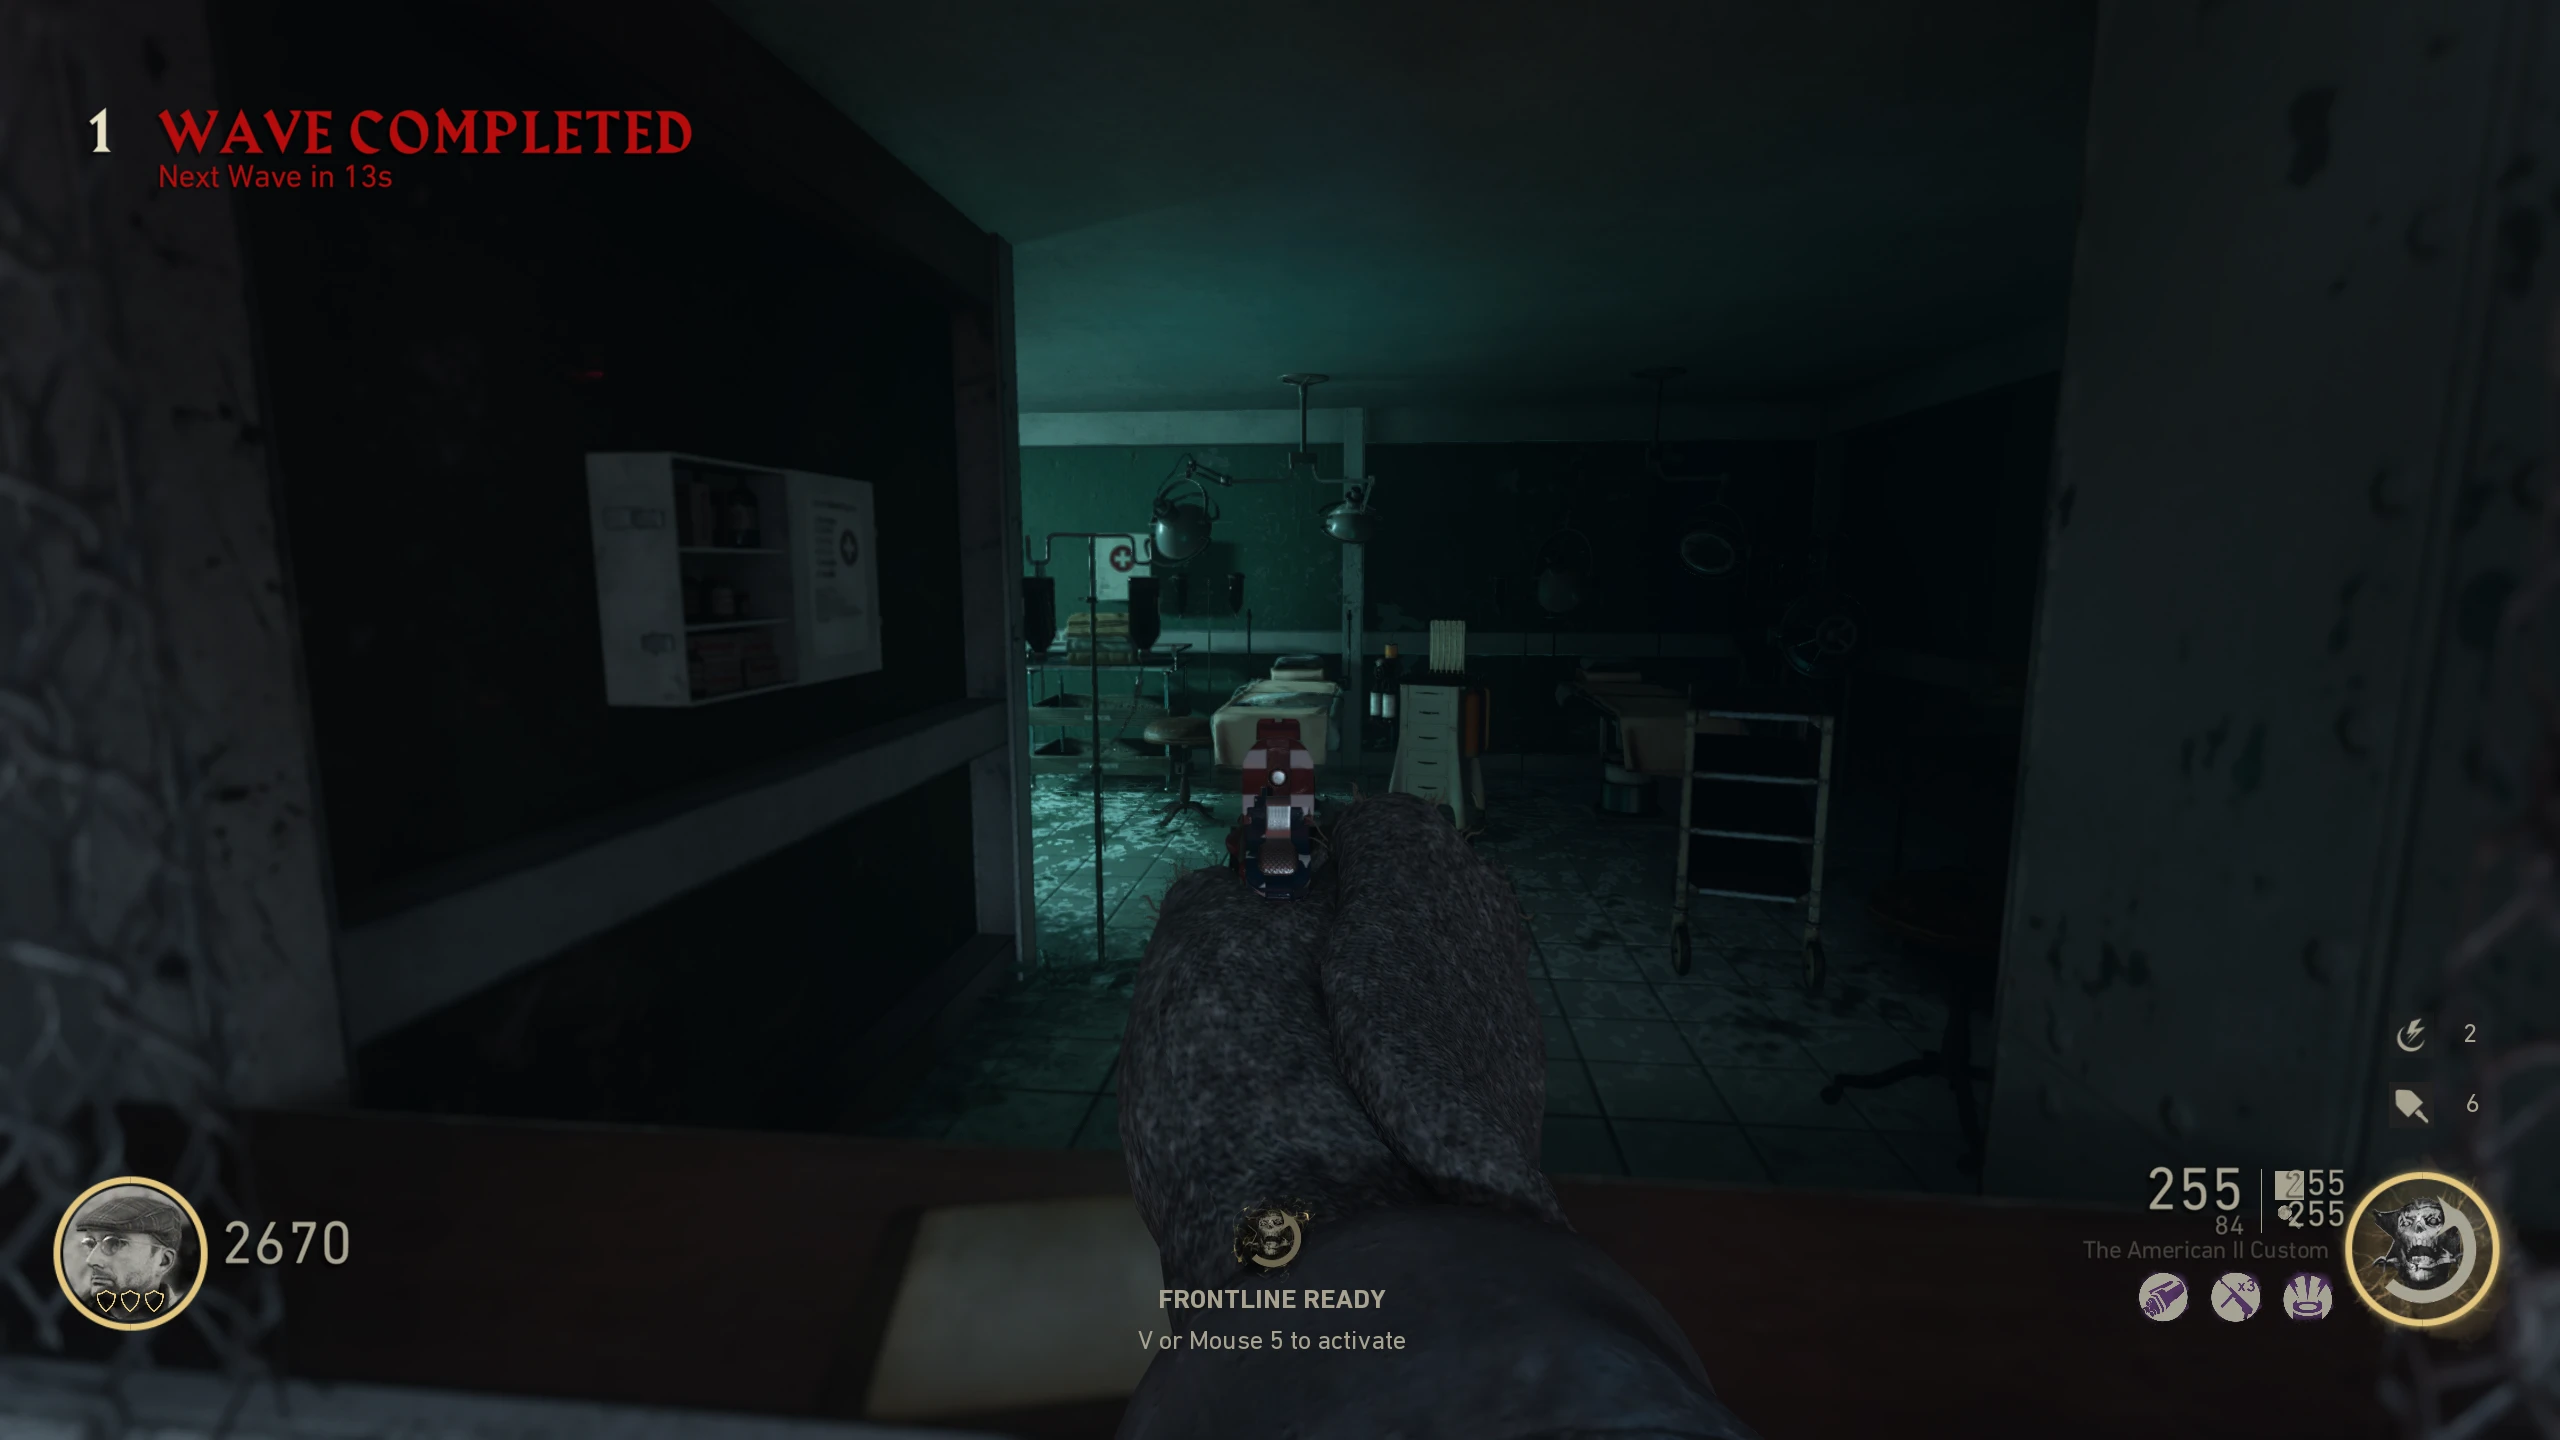 1 WAVE COMPLETED
Next Wave in 13s
2
6
2670
255 255
84 255
The American II Custom
x3
FRONTLINE READY
V or Mouse 5 to activate